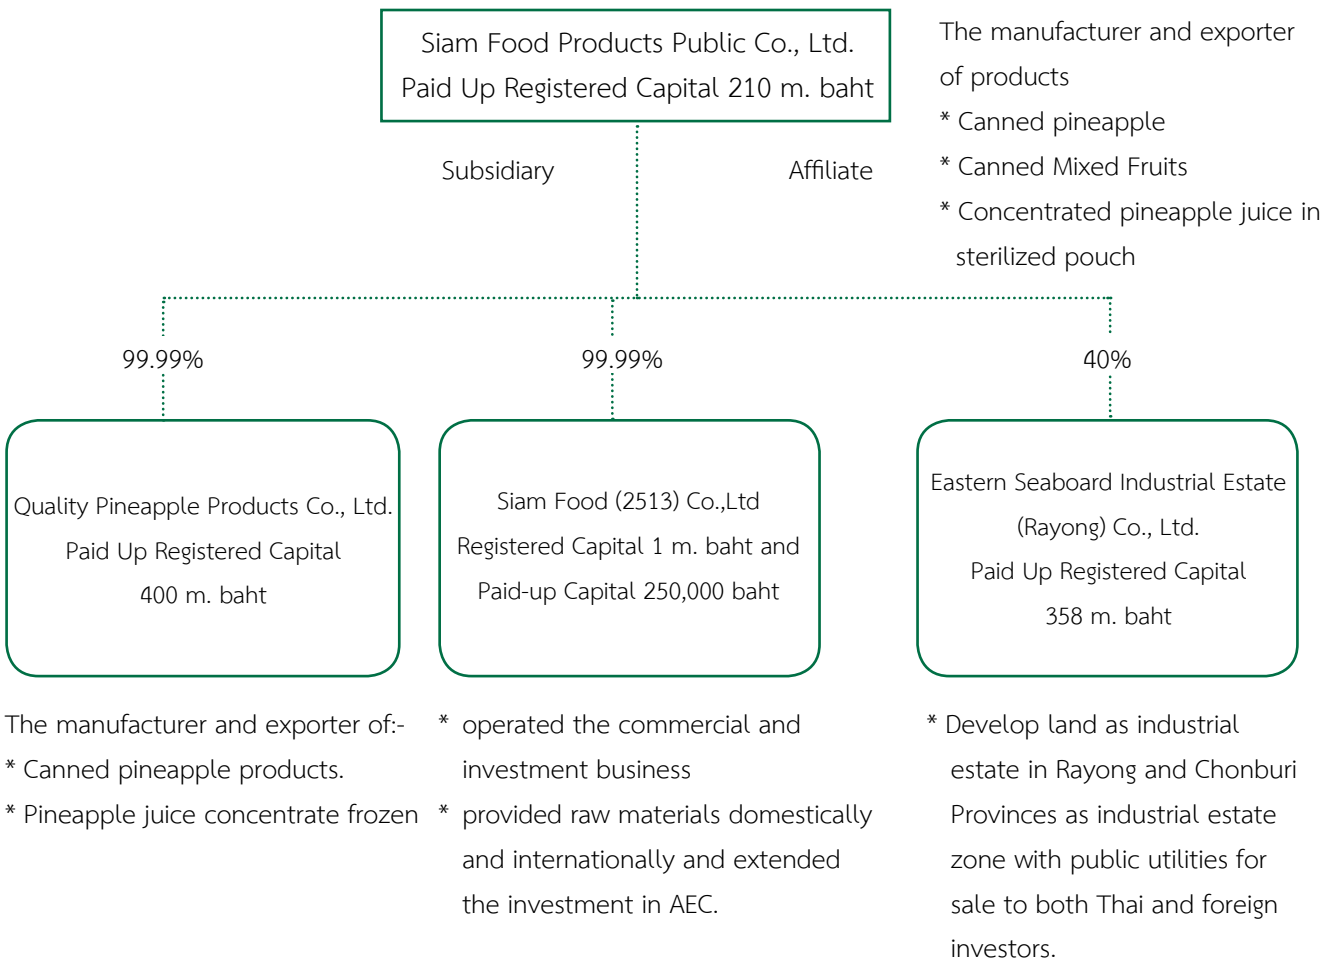 Siam Food Products Public Co., Ltd.
Paid Up Registered Capital 210 m. baht
The manufacturer and exporter
of products
* Canned pineapple
* Canned Mixed Fruits
* Concentrated pineapple juice in
sterilized pouch
Subsidiary
Affiliate
99.99%
99.99%
40%
Quality Pineapple Products Co., Ltd.
Paid Up Registered Capital
400 m. baht
Siam Food (2513) Co.,Ltd
Registered Capital 1 m. baht and
Paid-up Capital 250,000 baht
Eastern Seaboard Industrial Estate
(Rayong) Co., Ltd.
Paid Up Registered Capital
358 m. baht
The manufacturer and exporter of:-
* Canned pineapple products.
* Pineapple juice concentrate frozen
* operated the commercial and
investment business
* provided raw materials domestically
and internationally and extended
the investment in AEC.
* Develop land as industrial
estate in Rayong and Chonburi
Provinces as industrial estate
zone with public utilities for
sale to both Thai and foreign
investors.